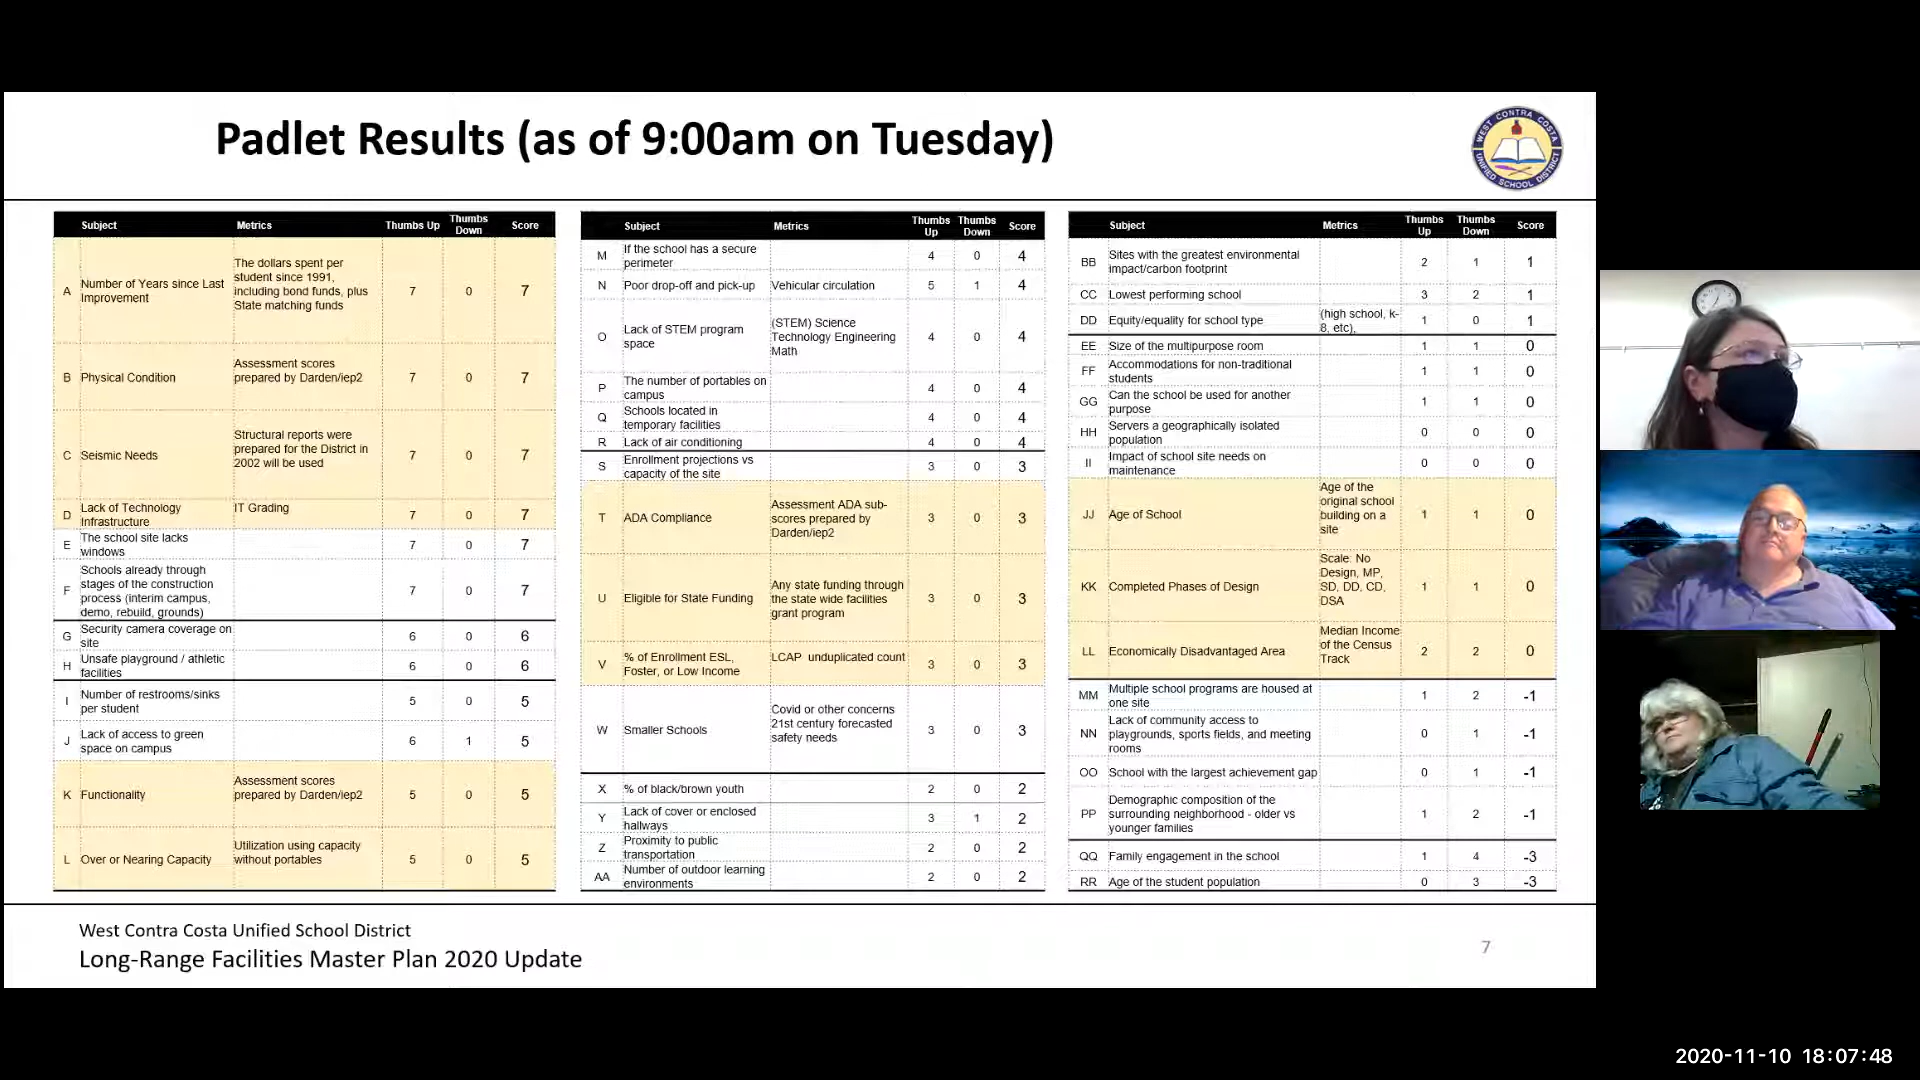 Padlet Results (as of 9:00am on Tuesday)
WEST CONTRA COSTA
UNIFIED SCHOOL DISTRICT
Subject Metrics Thumbs Up Thumbs Down Score
A Number of Years since Last Improvement The dollars spent per student since 1991, including bond funds, plus State matching funds 7 0 7
B Physical Condition Assessment scores prepared by Darden/iep2 7 0 7
C Seismic Needs Structural reports were prepared for the District in 2002 will be used 7 0 7
D Lack of Technology Infrastructure IT Grading 7 0 7
E The school site lacks windows 7 0 7
F Schools already through stages of the construction process (interim campus, demo, rebuild, grounds) 7 0 7
G Security camera coverage on site 6 0 6
H Unsafe playground / athletic facilities 6 0 6
I Number of restrooms/sinks per student 5 0 5
J Lack of access to green space on campus 6 1 5
K Functionality Assessment scores prepared by Darden/iep2 5 0 5
L Over or Nearing Capacity Utilization using capacity without portables 5 0 5
Subject Metrics Thumbs Up Thumbs Down Score
M If the school has a secure perimeter 4 0 4
N Poor drop-off and pick-up Vehicular circulation 5 1 4
O Lack of STEM program space (STEM) Science Technology Engineering Math 4 0 4
P The number of portables on campus 4 0 4
Q Schools located in temporary facilities 4 0 4
R Lack of air conditioning 4 0 4
S Enrollment projections vs capacity of the site 3 0 3
T ADA Compliance Assessment ADA sub-scores prepared by Darden/iep2 3 0 3
U Eligible for State Funding Any state funding through the state wide facilities grant program 3 0 3
V % of Enrollment ESL, Foster, or Low Income LCAP unduplicated count 3 0 3
W Smaller Schools Covid or other concerns 21st century forecasted safety needs 3 0 3
X % of black/brown youth 2 0 2
Y Lack of cover or enclosed hallways 3 1 2
Z Proximity to public transportation 2 0 2
AA Number of outdoor learning environments 2 0 2
Subject Metrics Thumbs Up Thumbs Down Score
BB Sites with the greatest environmental impact/carbon footprint 2 1 1
CC Lowest performing school 3 2 1
DD Equity/equality for school type (high school, k-8, etc), 1 0 1
EE Size of the multipurpose room 1 1 0
FF Accommodations for non-traditional students 1 1 0
GG Can the school be used for another purpose 1 1 0
HH Servers a geographically isolated population 0 0 0
II Impact of school site needs on maintenance 0 0 0
JJ Age of School Age of the original school building on a site 1 1 0
KK Completed Phases of Design Scale: No Design, MP, SD, DD, CD, DSA 1 1 0
LL Economically Disadvantaged Area Median Income of the Census Track 2 2 0
MM Multiple school programs are housed at one site 1 2 -1
NN Lack of community access to playgrounds, sports fields, and meeting rooms 0 1 -1
OO School with the largest achievement gap 0 1 -1
PP Demographic composition of the surrounding neighborhood - older vs younger families 1 2 -1
QQ Family engagement in the school 1 4 -3
RR Age of the student population 0 3 -3
West Contra Costa Unified School District
Long-Range Facilities Master Plan 2020 Update
7
2020-11-10 18:07:48